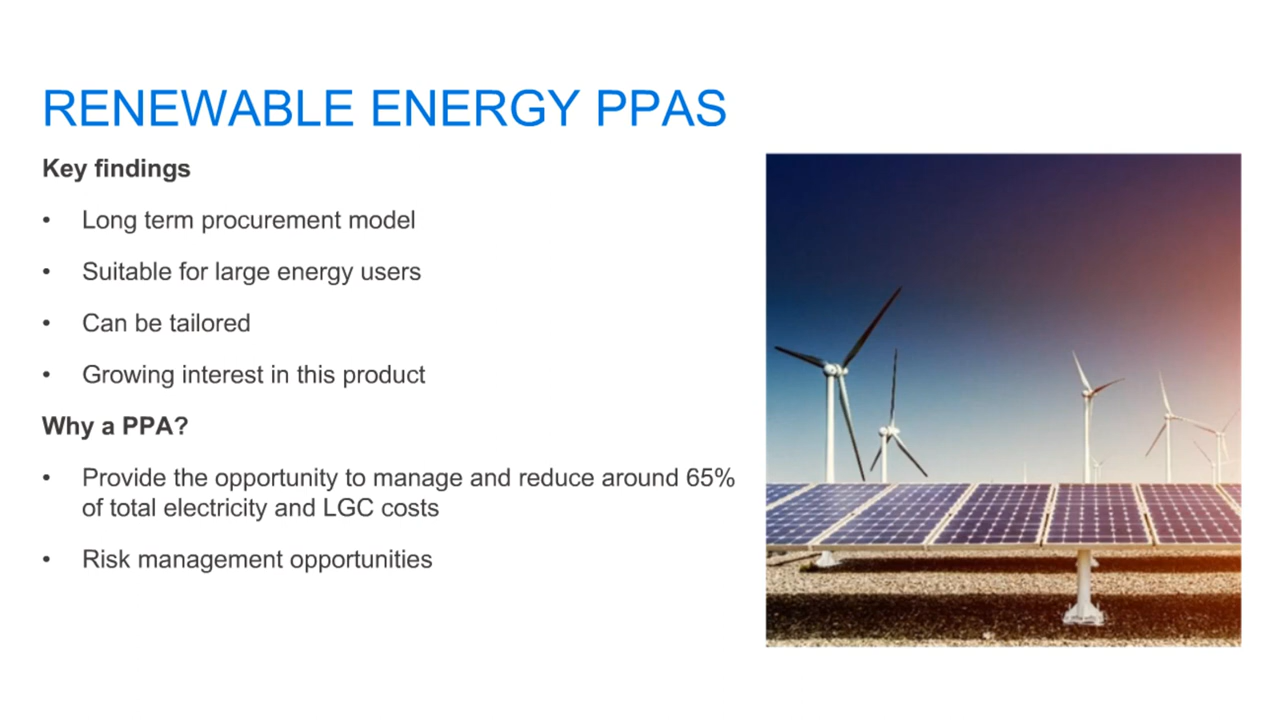 RENEWABLE ENERGY PPAS
Key findings
• Long term procurement model
• Suitable for large energy users
• Can be tailored
• Growing interest in this product
Why a PPA?
• Provide the opportunity to manage and reduce around 65%
of total electricity and LGC costs
• Risk management opportunities